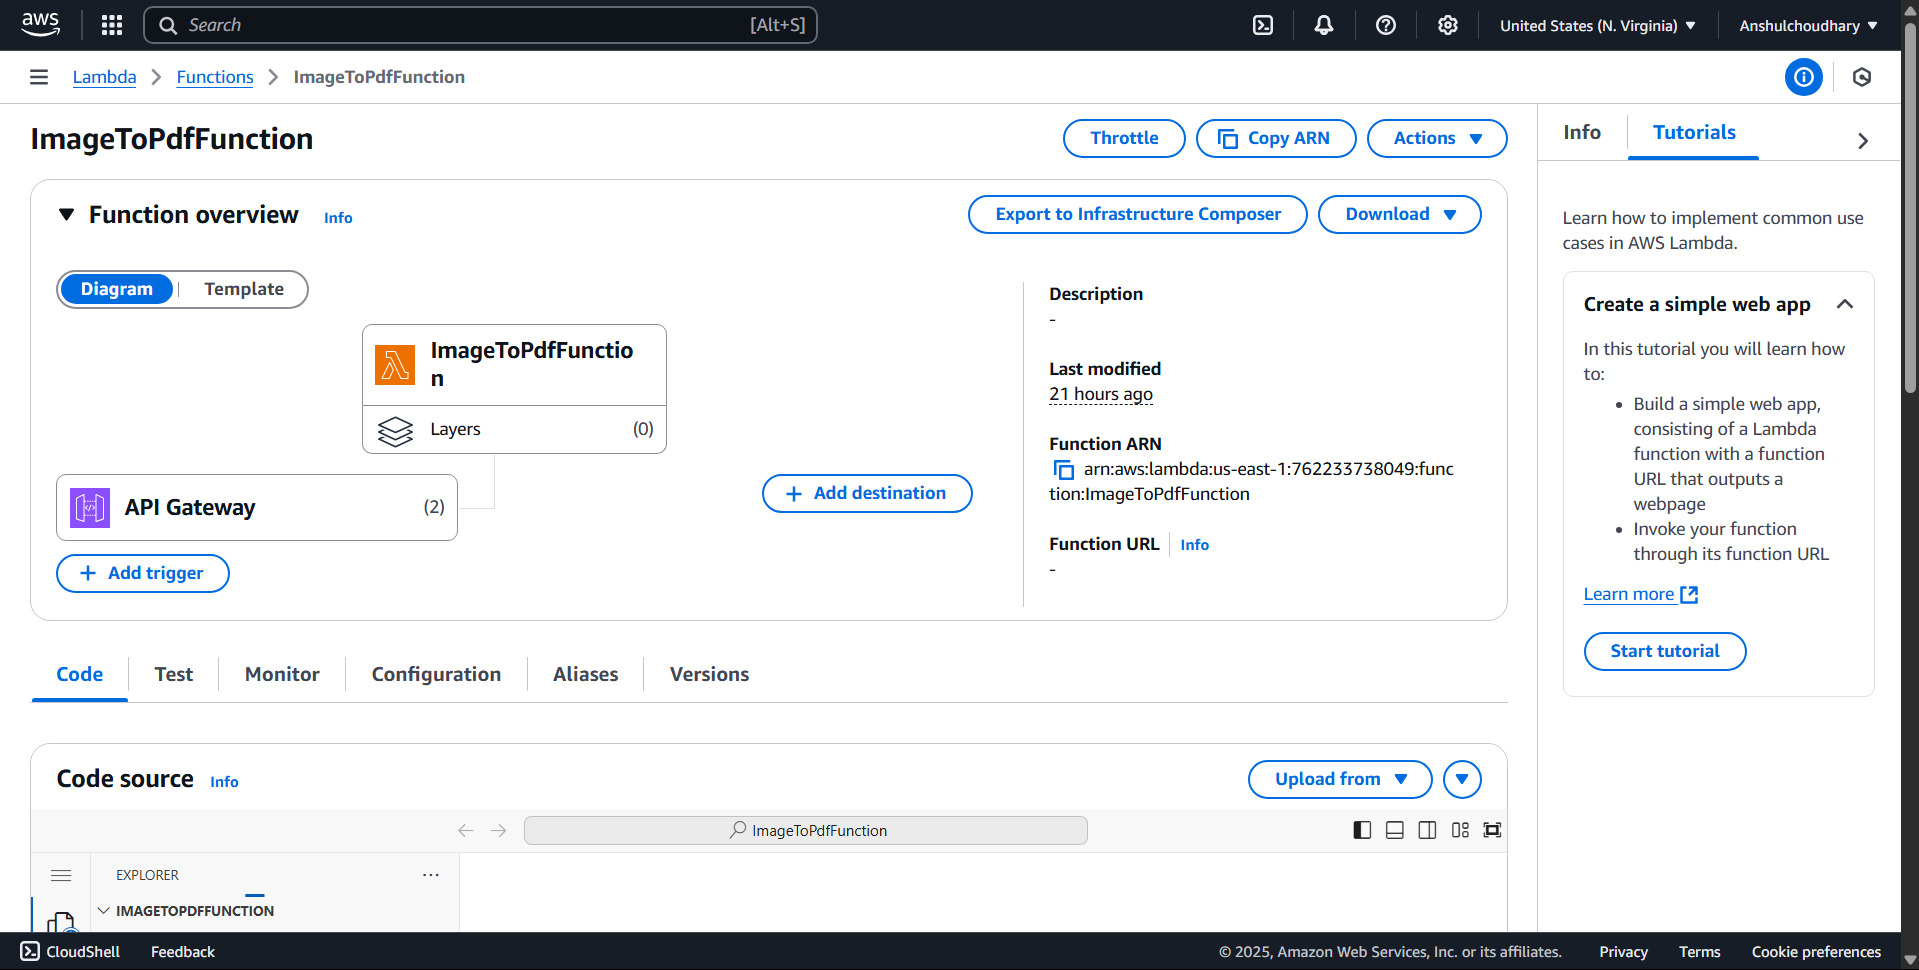 aws
Search
[Alt+S]
United States (N. Virginia)
Anshulchoudhary
Lambda
Functions
ImageToPdfFunction
ImageToPdfFunction
Throttle
Copy ARN
Actions
Info
Tutorials
Function overview
Info
Export to Infrastructure Composer
Download
Diagram
Template
ImageToPdfFunctio
n
Layers
(0)
API Gateway
(2)
Add trigger
Add destination
Description
-
Last modified
21 hours ago
Function ARN
arn:aws:lambda:us-east-1:762233738049:func
tion:ImageToPdfFunction
Function URL
Info
-
Learn how to implement common use
cases in AWS Lambda.
Create a simple web app
In this tutorial you will learn how
to:
• Build a simple web app,
consisting of a Lambda
function with a function
URL that outputs a
webpage
• Invoke your function
through its function URL
Learn more
Start tutorial
Code
Test
Monitor
Configuration
Aliases
Versions
Code source
Info
Upload from
ImageToPdfFunction
EXPLORER
IMAGETOPDFFUNCTION
CloudShell
Feedback
© 2025, Amazon Web Services, Inc. or its affiliates.
Privacy
Terms
Cookie preferences